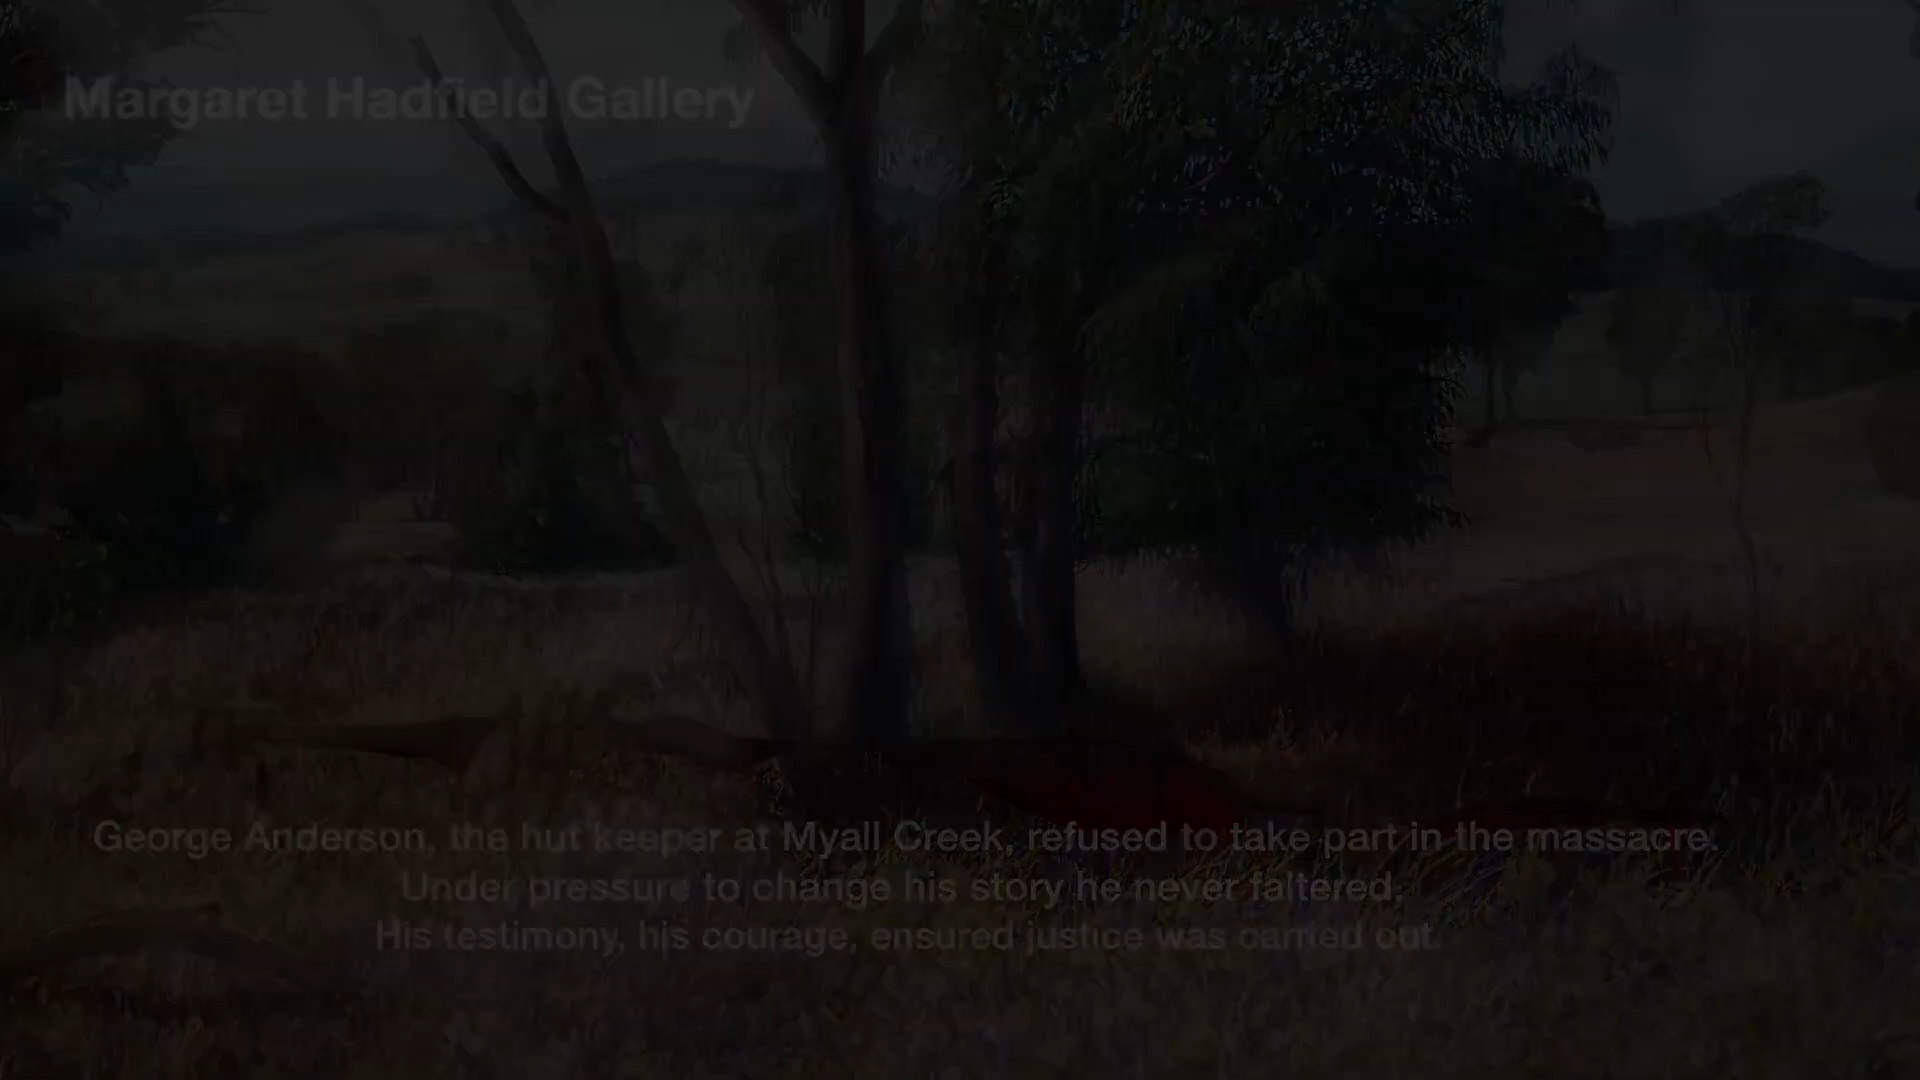 Margaret Hadfield Gallery
George Anderson, the hut keeper at Myall Creek, refused to take part in the massacre.
Under pressure to change his story he never faltered.
His testimony, his courage, ensured justice was carried out.